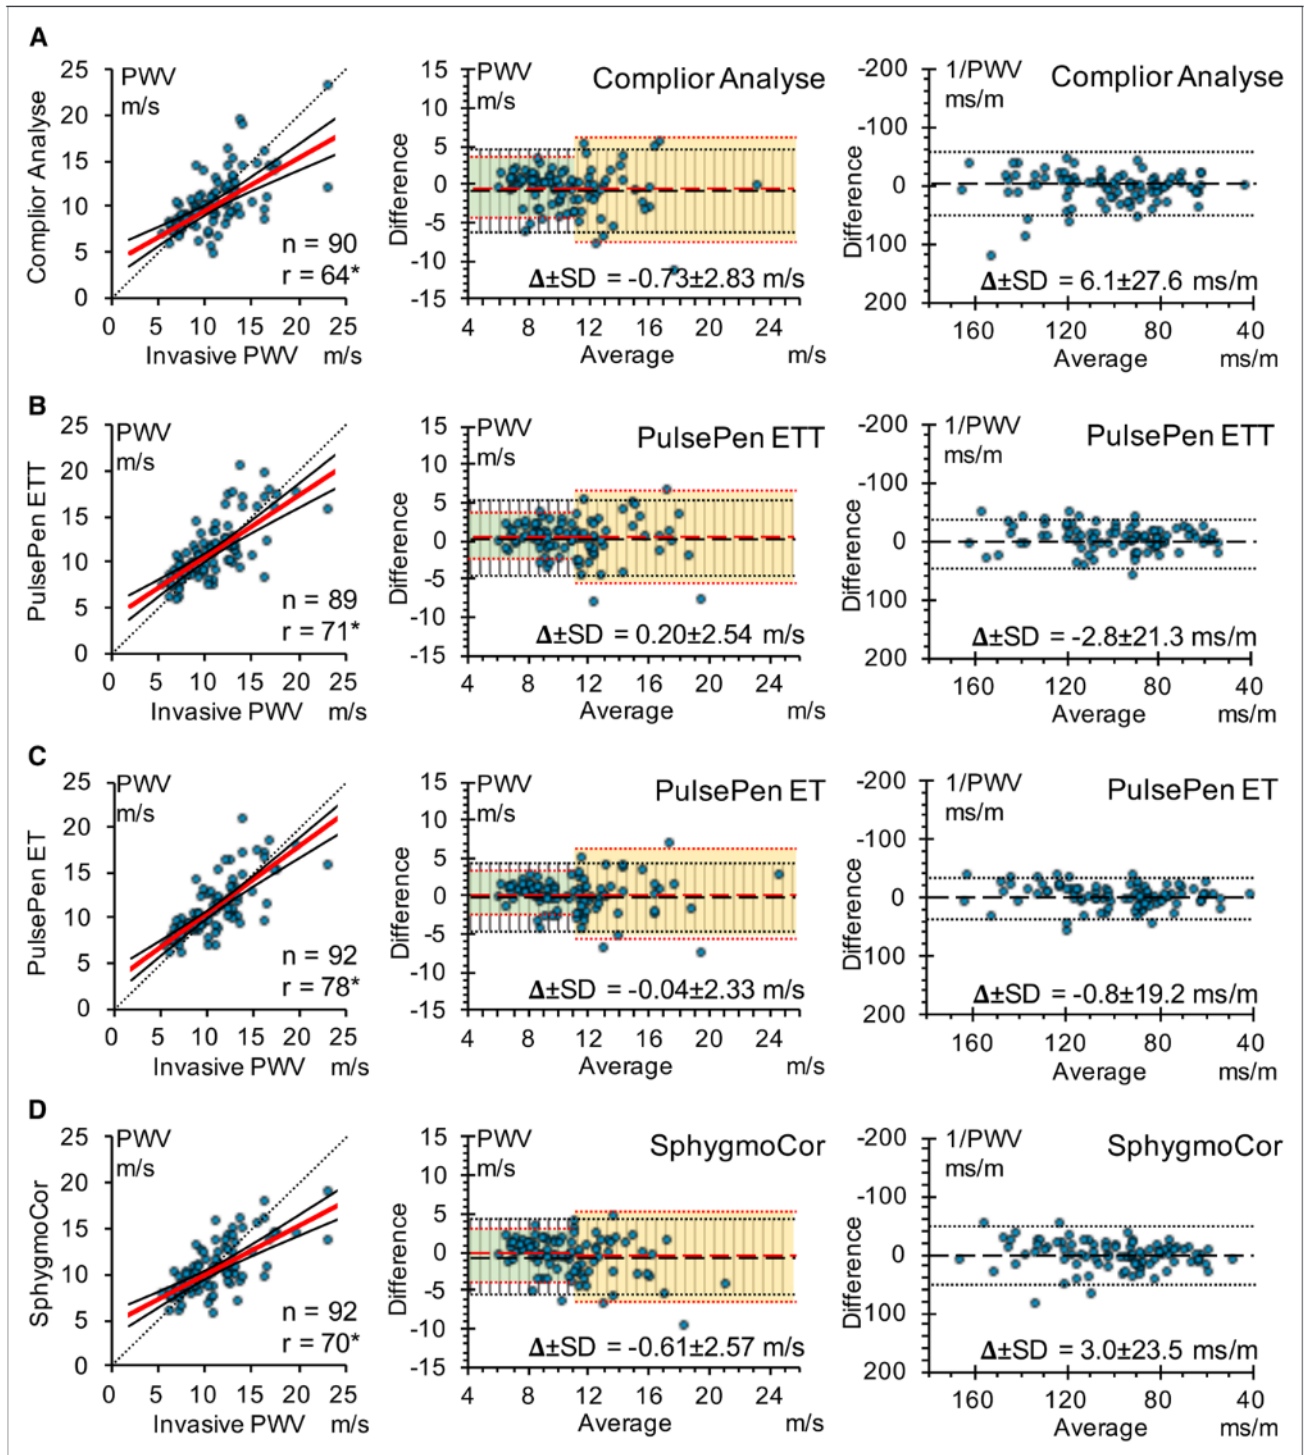 A
Complior Analyse
25
20
15
10
5
0
PWV
m/s
n = 90
r = 64*
0 5 10 15 20 25
Invasive PWV m/s
Difference
15
10
5
0
-5
-10
-15
PWV
m/s
Complior Analyse
Δ±SD = -0.73±2.83 m/s
4 8 12 16 20 24
Average m/s
Difference
-200
-100
0
100
200
1/PWV
ms/m
Complior Analyse
Δ±SD = 6.1±27.6 ms/m
160 120 80 40
Average ms/m
B
PulsePen ETT
25
20
15
10
5
0
PWV
m/s
n = 89
r = 71*
0 5 10 15 20 25
Invasive PWV m/s
Difference
15
10
5
0
-5
-10
-15
PWV
m/s
PulsePen ETT
Δ±SD = 0.20±2.54 m/s
4 8 12 16 20 24
Average m/s
Difference
-200
-100
0
100
200
1/PWV
ms/m
PulsePen ETT
Δ±SD = -2.8±21.3 ms/m
160 120 80 40
Average ms/m
C
PulsePen ET
25
20
15
10
5
0
PWV
m/s
n = 92
r = 78*
0 5 10 15 20 25
Invasive PWV m/s
Difference
15
10
5
0
-5
-10
-15
PWV
m/s
PulsePen ET
Δ±SD = -0.04±2.33 m/s
4 8 12 16 20 24
Average m/s
Difference
-200
-100
0
100
200
1/PWV
ms/m
PulsePen ET
Δ±SD = -0.8±19.2 ms/m
160 120 80 40
Average ms/m
D
SphygmoCor
25
20
15
10
5
0
PWV
m/s
n = 92
r = 70*
0 5 10 15 20 25
Invasive PWV m/s
Difference
15
10
5
0
-5
-10
-15
PWV
m/s
SphygmoCor
Δ±SD = -0.61±2.57 m/s
4 8 12 16 20 24
Average m/s
Difference
-200
-100
0
100
200
1/PWV
ms/m
SphygmoCor
Δ±SD = 3.0±23.5 ms/m
160 120 80 40
Average ms/m